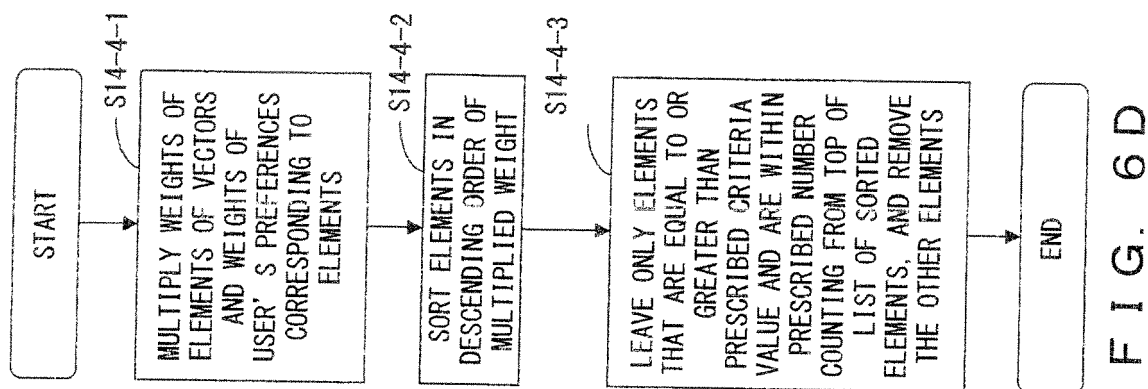 START
S14-4-1
MULTIPLY WEIGHTS OF
ELEMENTS OF VECTORS
AND WEIGHTS OF
USER'S PREFERENCES
CORRESPONDING TO
ELEMENTS
S14-4-2
SORT ELEMENTS IN
DESCENDING ORDER OF
MULTIPLIED WEIGHT
S14-4-3
LEAVE ONLY ELEMENTS
THAT ARE EQUAL TO OR
GREATER THAN
PRESCRIBED CRITERIA
VALUE AND ARE WITHIN
PRESCRIBED NUMBER
COUNTING FROM TOP OF
LIST OF SORTED
ELEMENTS, AND REMOVE
THE OTHER ELEMENTS
END
FIG. 6D